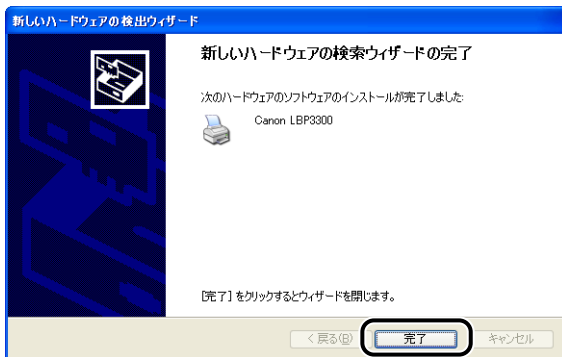 新しいハードウェアの検出ウィザード
新しいハードウェアの検索ウィザードの完了
次のハードウェアのソフトウェアのインストールが完了しました:
Canon LBP3300
[完了] をクリックするとウィザードを閉じます。
< 戻る(B)
完了
キャンセル